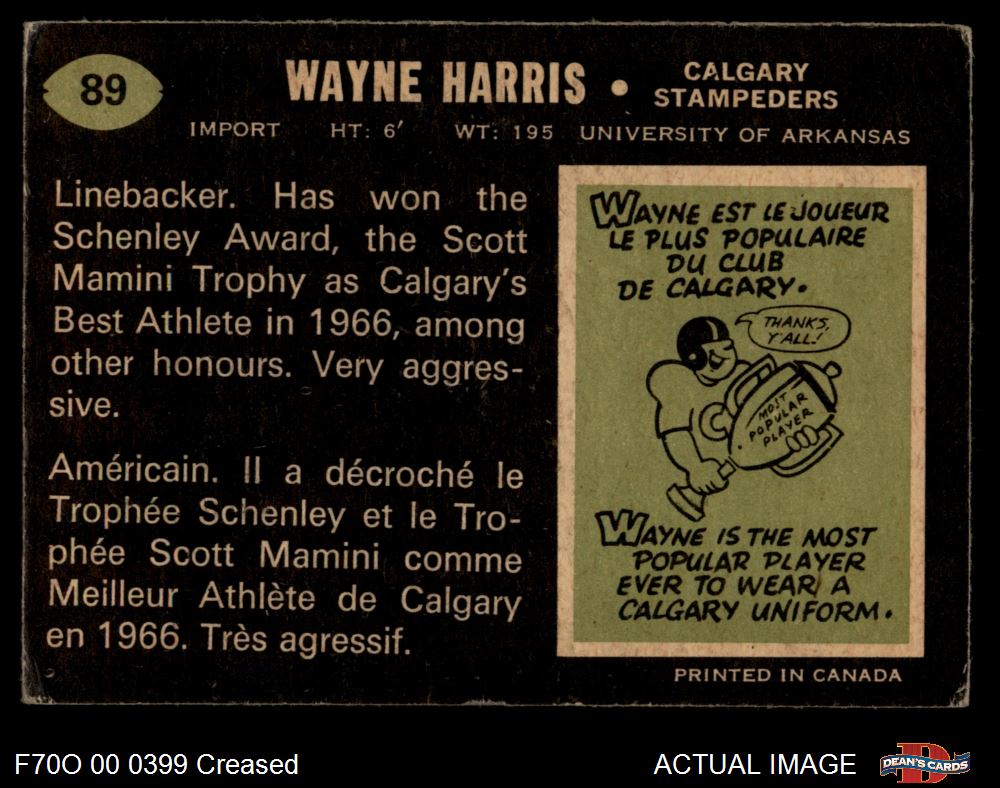 89
WAYNE HARRIS • CALGARY
STAMPEDERS
IMPORT HT: 6′ WT: 195 UNIVERSITY OF ARKANSAS
Linebacker. Has won the
Schenley Award, the Scott
Mamini Trophy as Calgary's
Best Athlete in 1966, among
other honours. Very aggres-
sive.
Américain. Il a décroché le
Trophée Schenley et le Tro-
phée Scott Mamini comme
Meilleur Athlète de Calgary
en 1966. Très agressif.
WAYNE EST LE JOUEUR
LE PLUS POPULAIRE
DU CLUB
DE CALGARY.
THANKS,
Y'ALL!
MOST
POPULAR
PLAYER
WAYNE IS THE MOST
POPULAR PLAYER
EVER TO WEAR A
CALGARY UNIFORM.
PRINTED IN CANADA
F70O 00 0399 Creased
ACTUAL IMAGE
D
DEAN'S CARDS